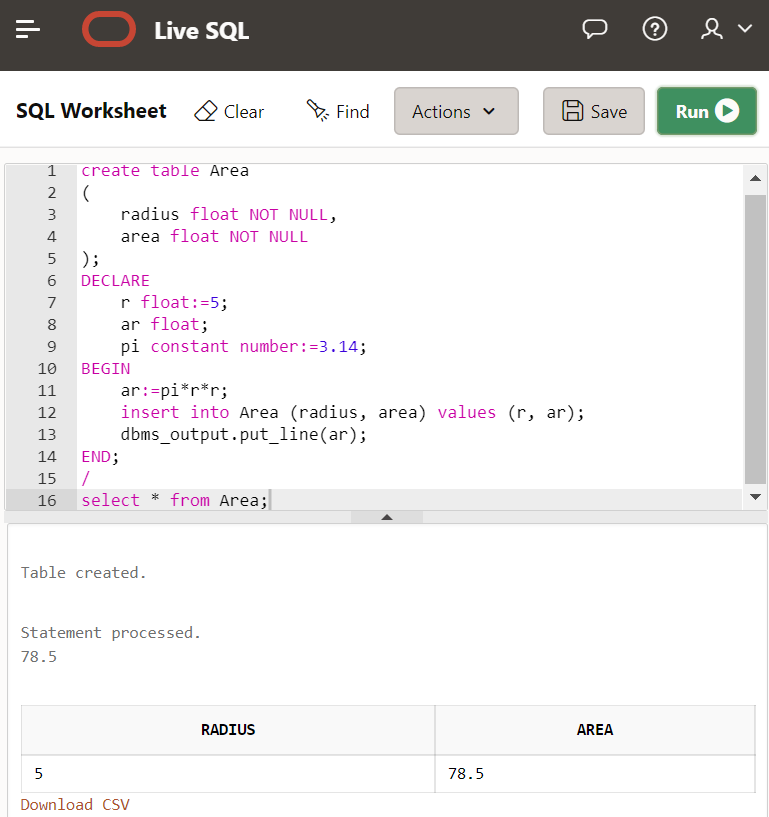 Live SQL
SQL Worksheet Clear Find Actions Save Run
1 create table Area
2 (
3     radius float NOT NULL,
4     area float NOT NULL
5 );
6 DECLARE
7     r float:=5;
8     ar float;
9     pi constant number:=3.14;
10 BEGIN
11     ar:=pi*r*r;
12     insert into Area (radius, area) values (r, ar);
13     dbms_output.put_line(ar);
14 END;
15 /
16 select * from Area;
Table created.
Statement processed.
78.5
RADIUS AREA
5 78.5
Download CSV